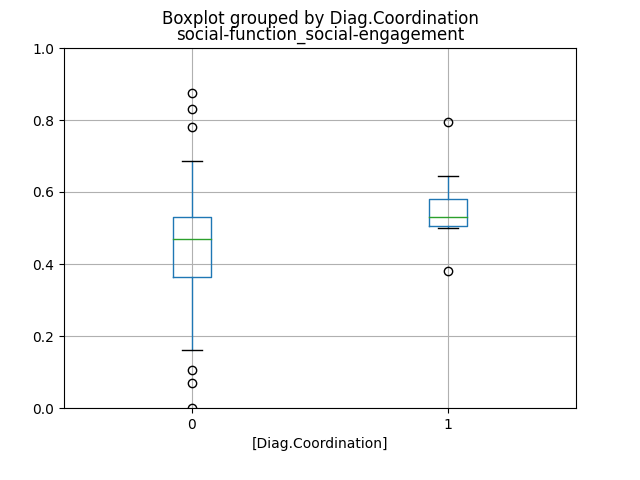 Boxplot grouped by Diag.Coordination
social-function_social-engagement
1.0
0.8
0.6
0.4
0.2
0.0
0
1
[Diag.Coordination]